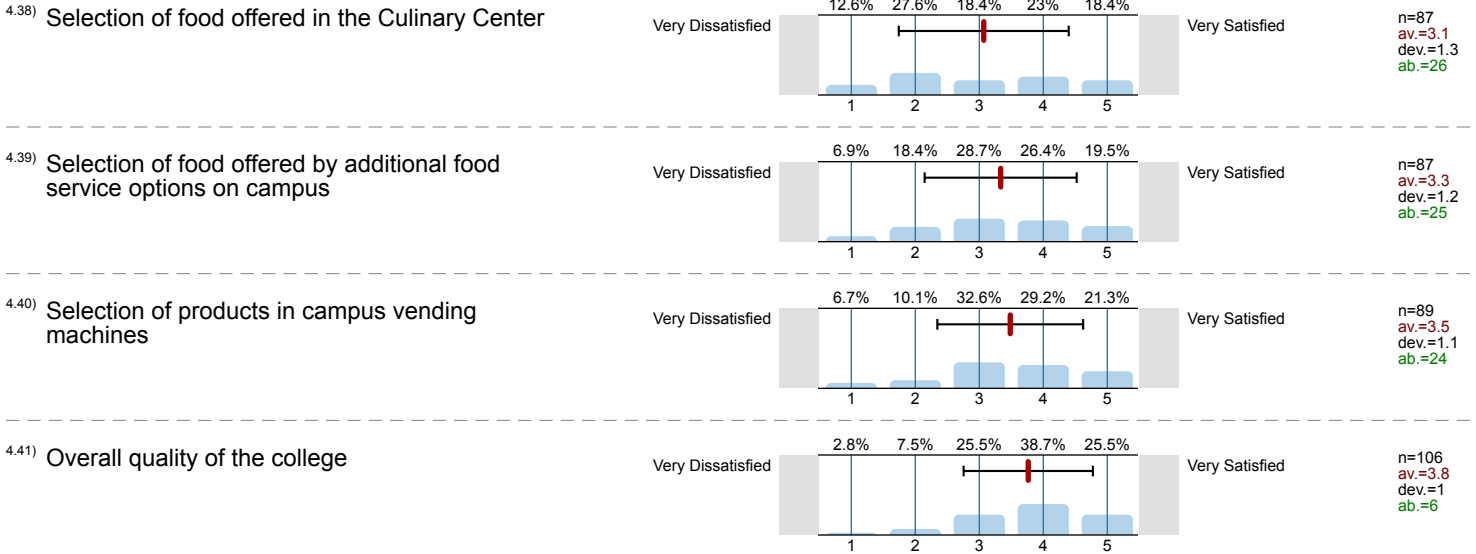 4.38) Selection of food offered in the Culinary Center
12.6% 27.6% 18.4% 23% 18.4%
Very Dissatisfied
Very Satisfied
1 2 3 4 5
n=87
av.=3.1
dev.=1.3
ab.=26
4.39) Selection of food offered by additional food
service options on campus
6.9% 18.4% 28.7% 26.4% 19.5%
Very Dissatisfied
Very Satisfied
1 2 3 4 5
n=87
av.=3.3
dev.=1.2
ab.=25
4.40) Selection of products in campus vending
machines
6.7% 10.1% 32.6% 29.2% 21.3%
Very Dissatisfied
Very Satisfied
1 2 3 4 5
n=89
av.=3.5
dev.=1.1
ab.=24
4.41) Overall quality of the college
2.8% 7.5% 25.5% 38.7% 25.5%
Very Dissatisfied
Very Satisfied
1 2 3 4 5
n=106
av.=3.8
dev.=1
ab.=6